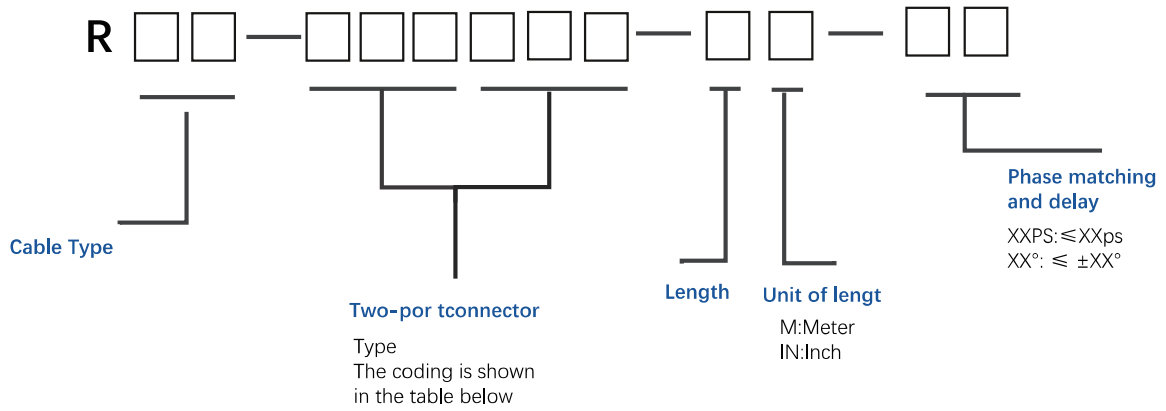 R
Cable Type
Two-por tconnector
Type
The coding is shown
in the table below
Length
Unit of lengt
M:Meter
IN:Inch
Phase matching
and delay
XXPS:≤XXps
XX°: ≤ ±XX°